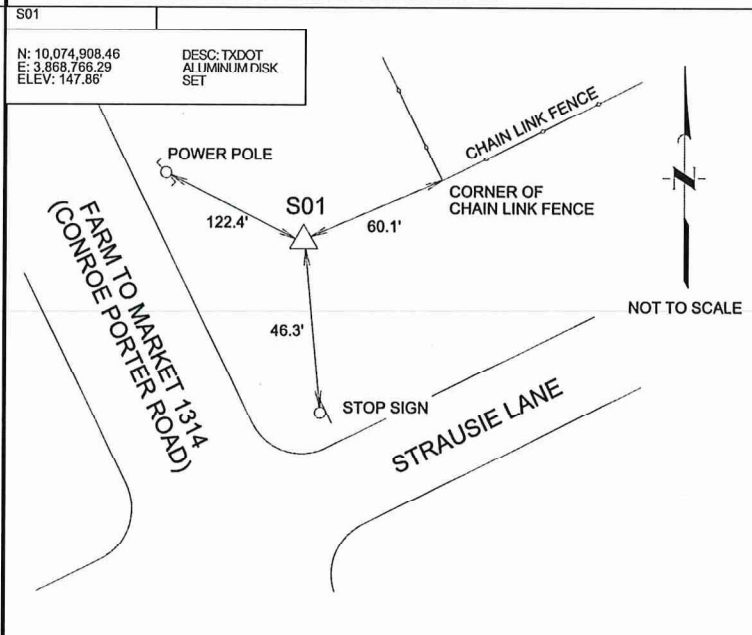 S01
N: 10,074,908.46
E: 3,868,766.29
ELEV: 147.86'
DESC: TXDOT
ALUMINUM DISK
SET
POWER POLE
CHAIN LINK FENCE
CORNER OF
CHAIN LINK FENCE
S01
122.4'
60.1'
FARM TO MARKET 1314
(CONROE PORTER ROAD)
N
NOT TO SCALE
46.3'
STOP SIGN
STRAUSIE LANE